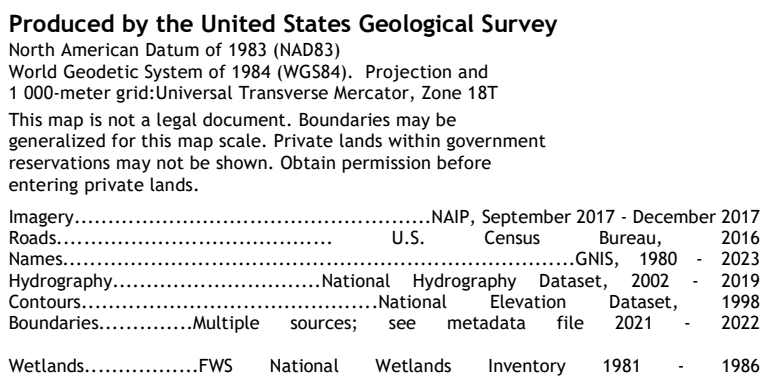 Produced by the United States Geological Survey
North American Datum of 1983 (NAD83)
World Geodetic System of 1984 (WGS84). Projection and
1 000-meter grid:Universal Transverse Mercator, Zone 18T
This map is not a legal document. Boundaries may be
generalized for this map scale. Private lands within government
reservations may not be shown. Obtain permission before
entering private lands.
Imagery............................................NAIP, September 2017 - December 2017
Roads.................................. U.S. Census Bureau, 2016
Names...............................................................GNIS, 1980 - 2023
Hydrography..........................National Hydrography Dataset, 2002 - 2019
Contours.....................................National Elevation Dataset, 1998
Boundaries..............Multiple sources; see metadata file 2021 - 2022
Wetlands.................FWS National Wetlands Inventory 1981 - 1986